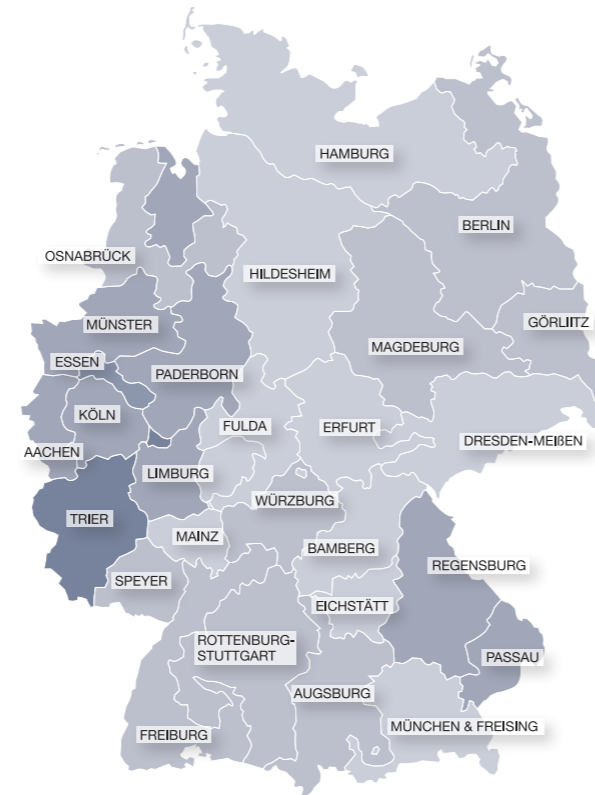 HAMBURG
BERLIN
OSNABRÜCK
HILDESHEIM
MÜNSTER
GÖRLIITZ
MAGDEBURG
ESSEN
PADERBORN
KÖLN
FULDA
ERFURT
DRESDEN-MEIßEN
AACHEN
LIMBURG
WÜRZBURG
TRIER
MAINZ
BAMBERG
REGENSBURG
SPEYER
EICHSTÄTT
ROTTENBURG-
STUTTGART
PASSAU
AUGSBURG
MÜNCHEN & FREISING
FREIBURG